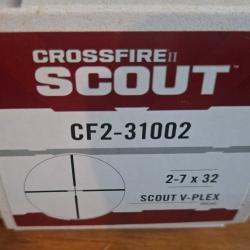 CROSSFIRE II
SCOUT
CF2-31002
2-7 x 32
SCOUT V-PLEX